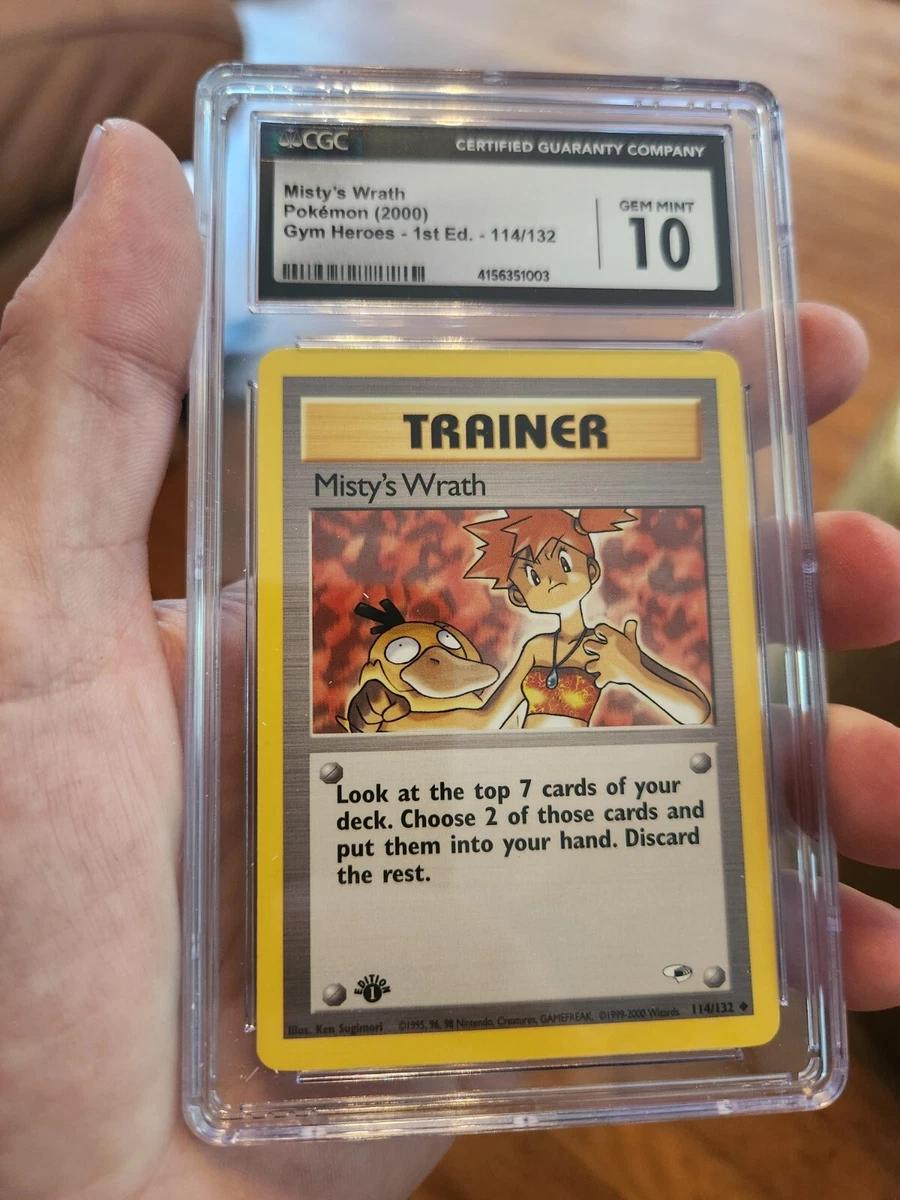 CGC
CERTIFIED GUARANTY COMPANY
Misty's Wrath
Pokémon (2000)
Gym Heroes - 1st Ed. - 114/132
GEM MINT
10
4156351003
TRAINER
Misty's Wrath
Look at the top 7 cards of your
deck. Choose 2 of those cards and
put them into your hand. Discard
the rest.
EDITION
1
Illus. Ken Sugimori ©1995, 96, 98 Nintendo, Creatures, GAMEFREAK. ©1999-2000 Wizards. 114/132